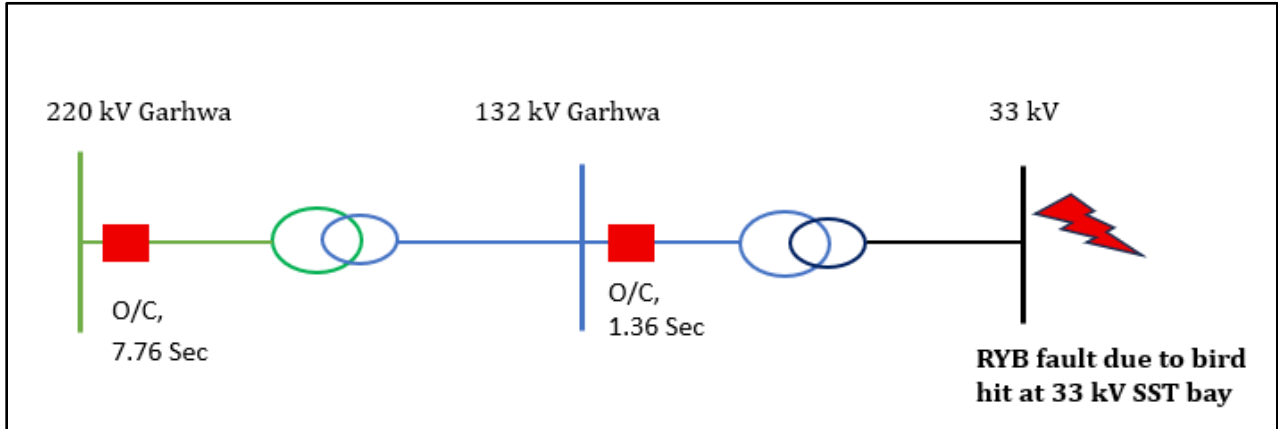 220 kV Garhwa
132 kV Garhwa
33 kV
O/C,
7.76 Sec
O/C,
1.36 Sec
RYB fault due to bird
hit at 33 kV SST bay